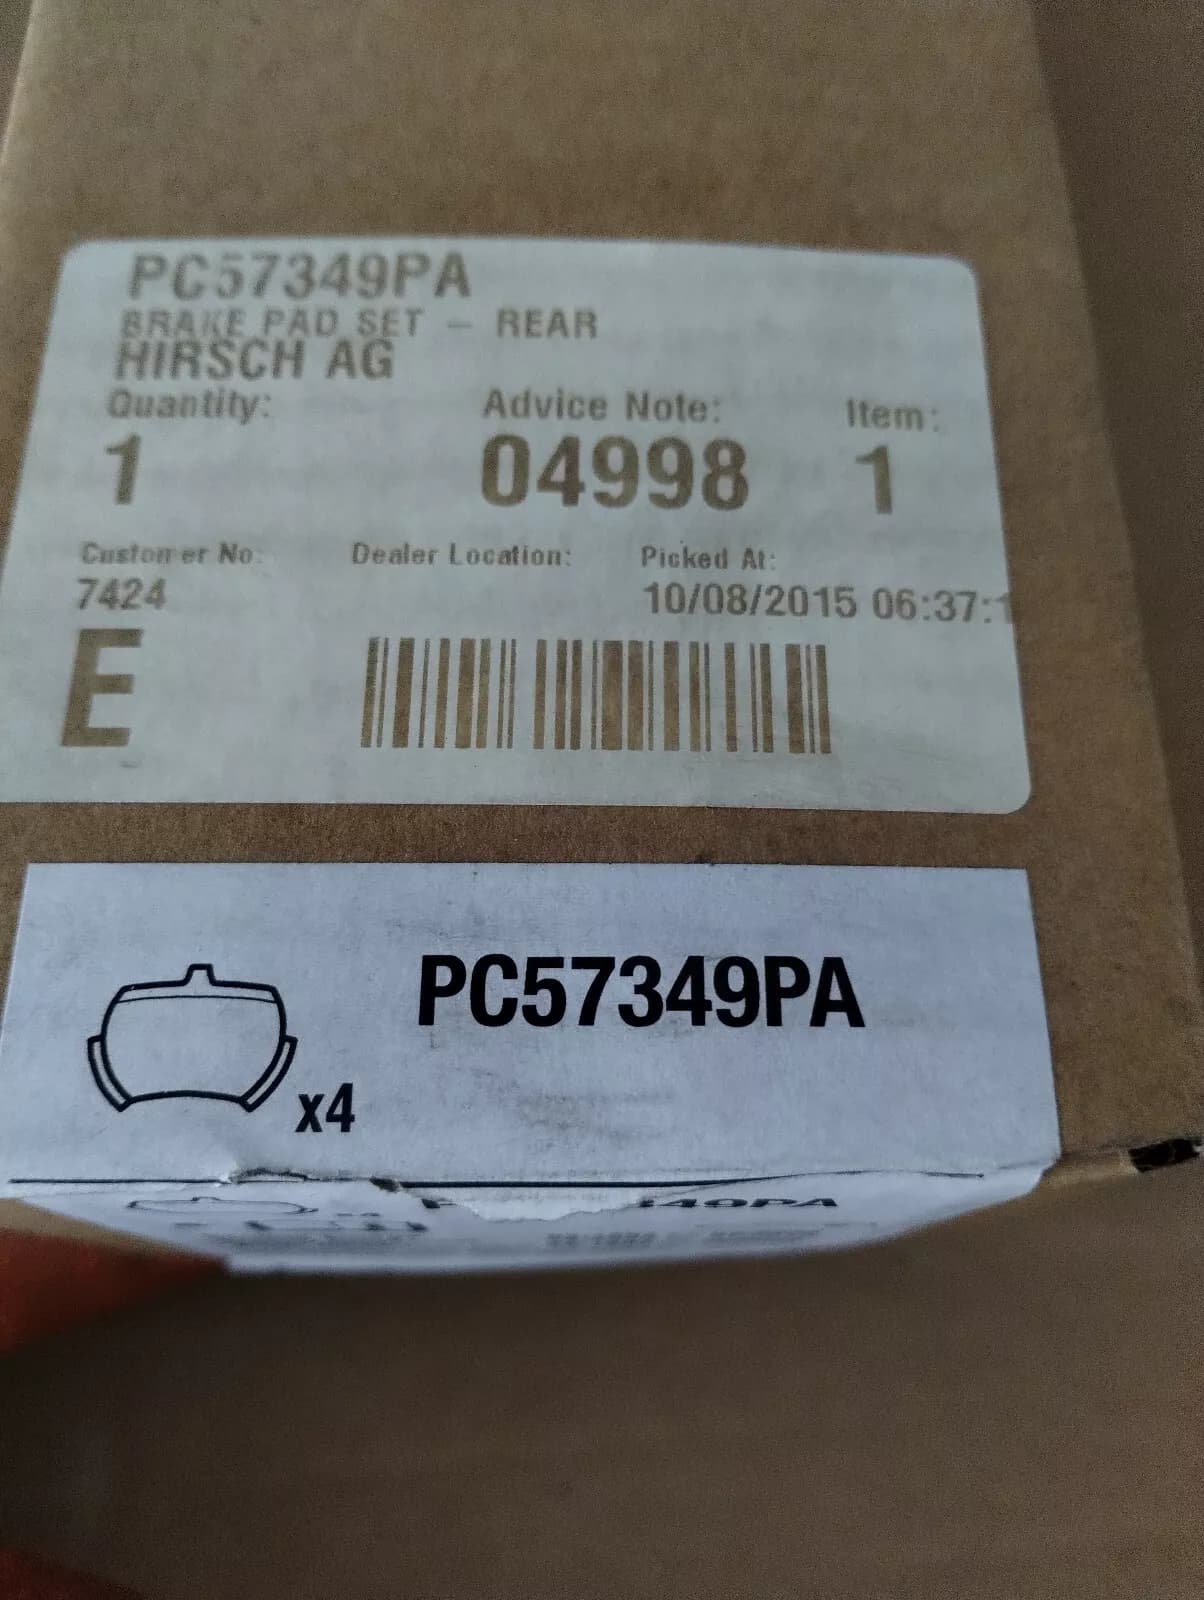 PC57349PA
BRAKE PAD SET - REAR
HIRSCH AG
Quantity: Advice Note: Item:
1 04998 1
Customer No: Dealer Location: Picked At:
7424 10/08/2015 06:37:1
E
PC57349PA
x4
349PA